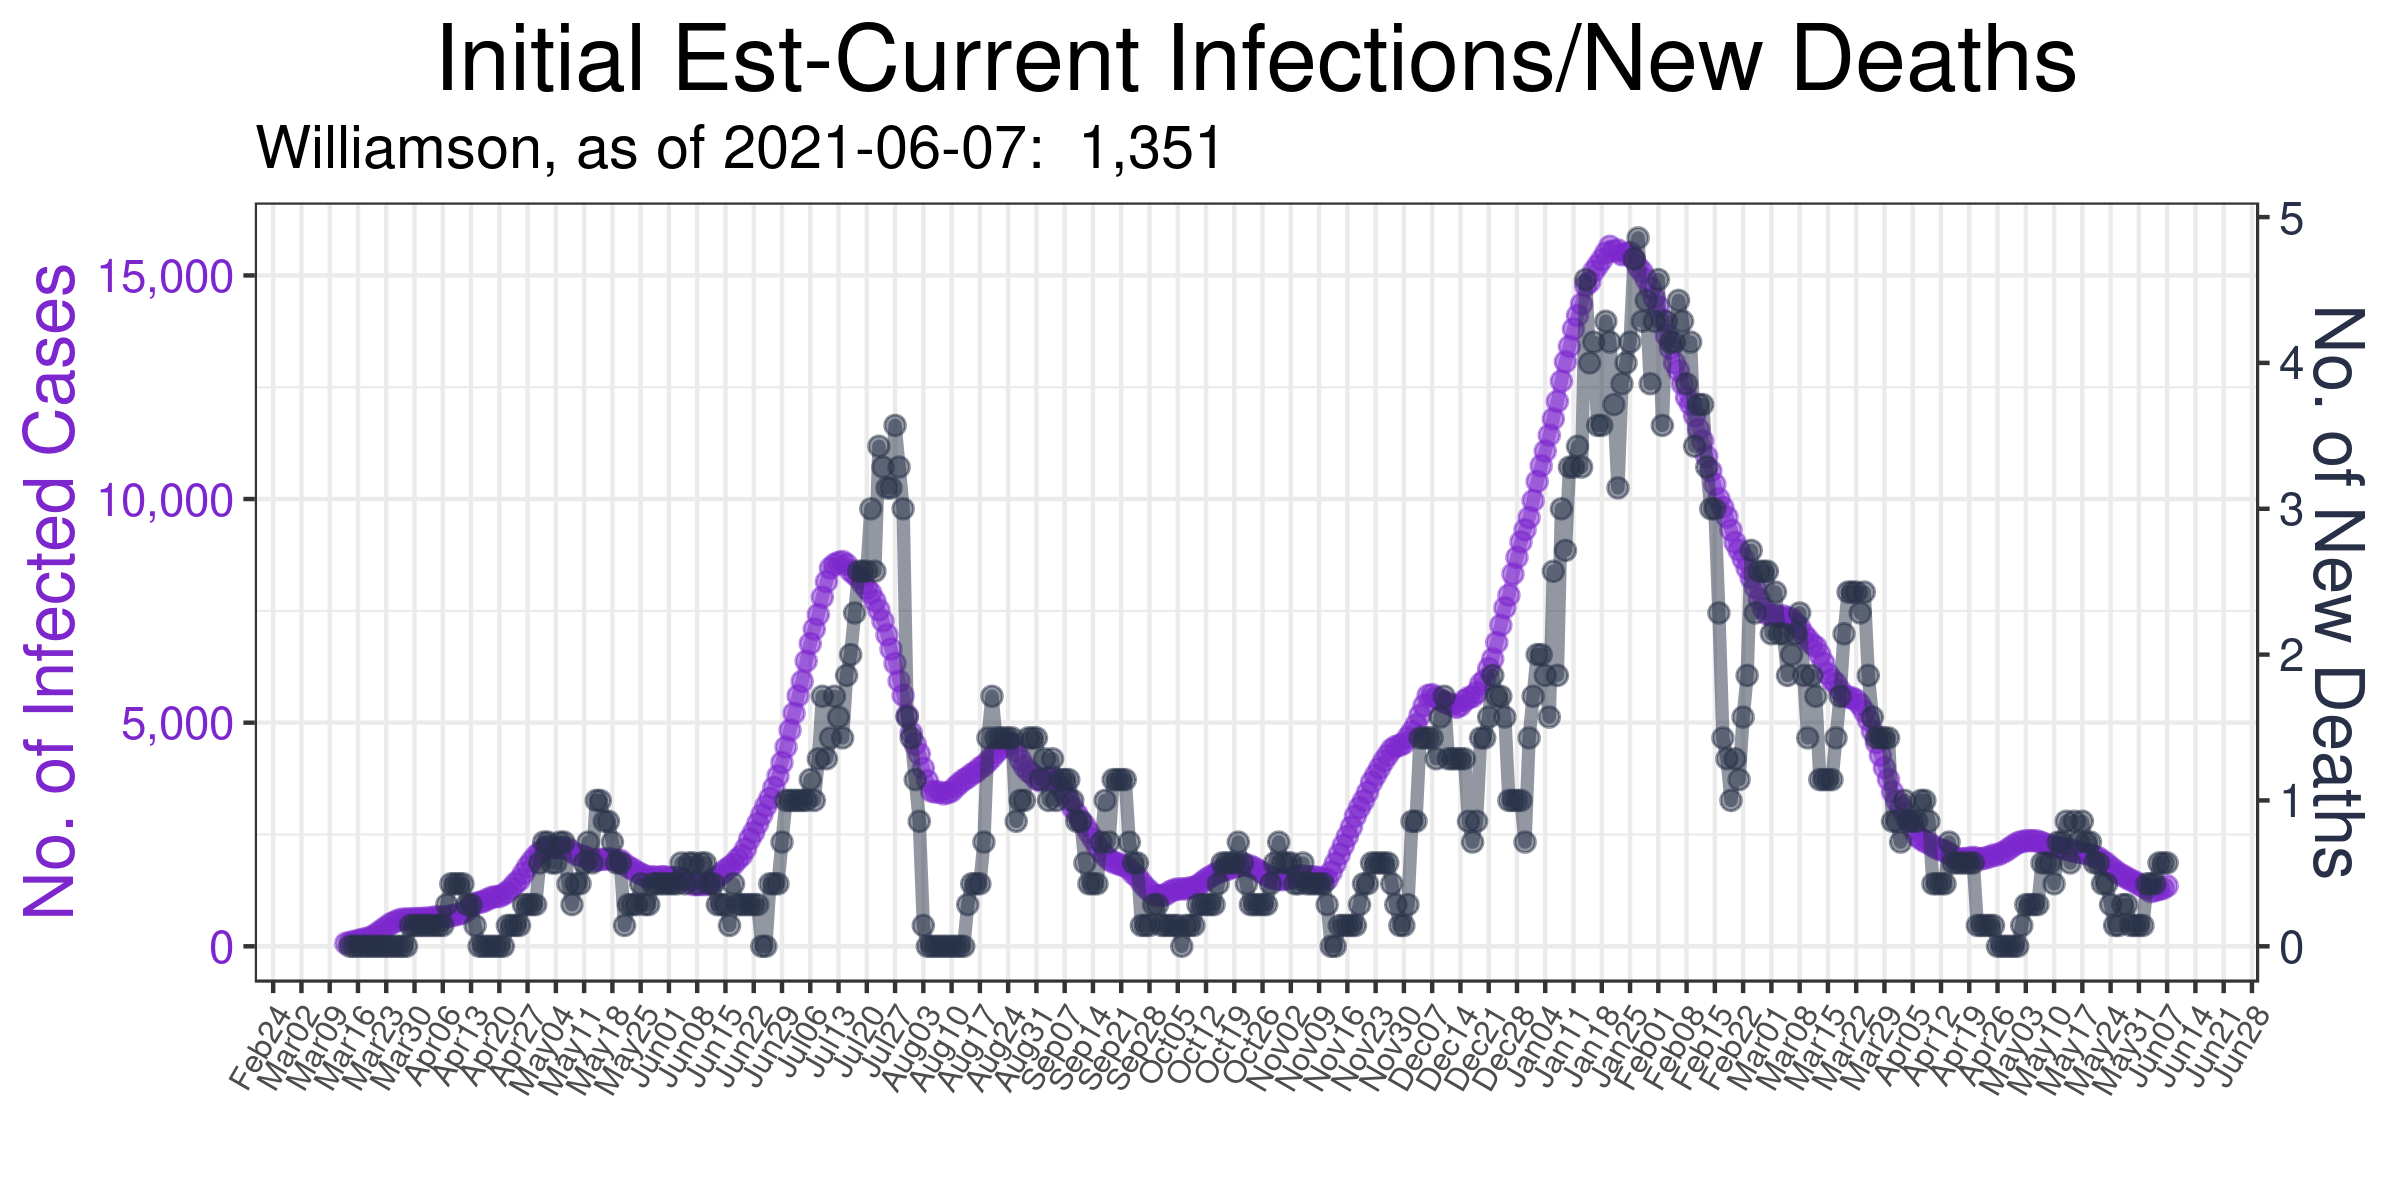 Initial Est-Current Infections/New Deaths
Williamson, as of 2021-06-07:  1,351
No. of Infected Cases
15,000
10,000
5,000
0
5
4
3
2
1
0
No. of New Deaths
Feb24
Mar02
Mar09
Mar16
Mar23
Mar30
Apr06
Apr13
Apr20
Apr27
May04
May11
May18
May25
Jun01
Jun08
Jun15
Jun22
Jun29
Jul06
Jul13
Jul20
Jul27
Aug03
Aug10
Aug17
Aug24
Aug31
Sep07
Sep14
Sep21
Sep28
Oct05
Oct12
Oct19
Oct26
Nov02
Nov09
Nov16
Nov23
Nov30
Dec07
Dec14
Dec21
Dec28
Jan04
Jan11
Jan18
Jan25
Feb01
Feb08
Feb15
Feb22
Mar01
Mar08
Mar15
Mar22
Mar29
Apr05
Apr12
Apr19
Apr26
May03
May10
May17
May24
May31
Jun07
Jun14
Jun21
Jun28